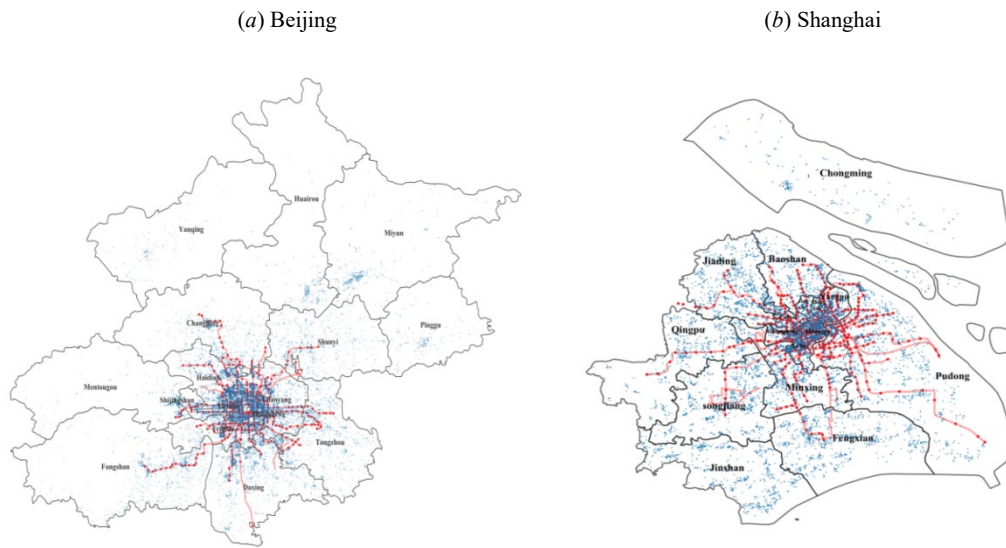 (a) Beijing
(b) Shanghai
Huairou
Yanqing
Miyun
Changping
Pinggu
Shunyi
Mentougou
Haidian
Shijingshan
Chaoyang
Tongzhou
Fangshan
Daxing
Chongming
Jiading
Baoshan
Yangpu
Qingpu
Pudong
Minxing
songjiang
Fengxian
Jinshan